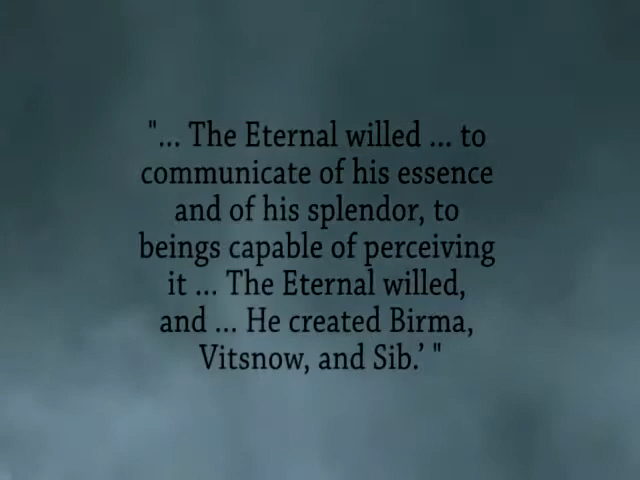 "... The Eternal willed ... to
communicate of his essence
and of his splendor, to
beings capable of perceiving
it ... The Eternal willed,
and ... He created Birma,
Vitsnow, and Sib.’ "